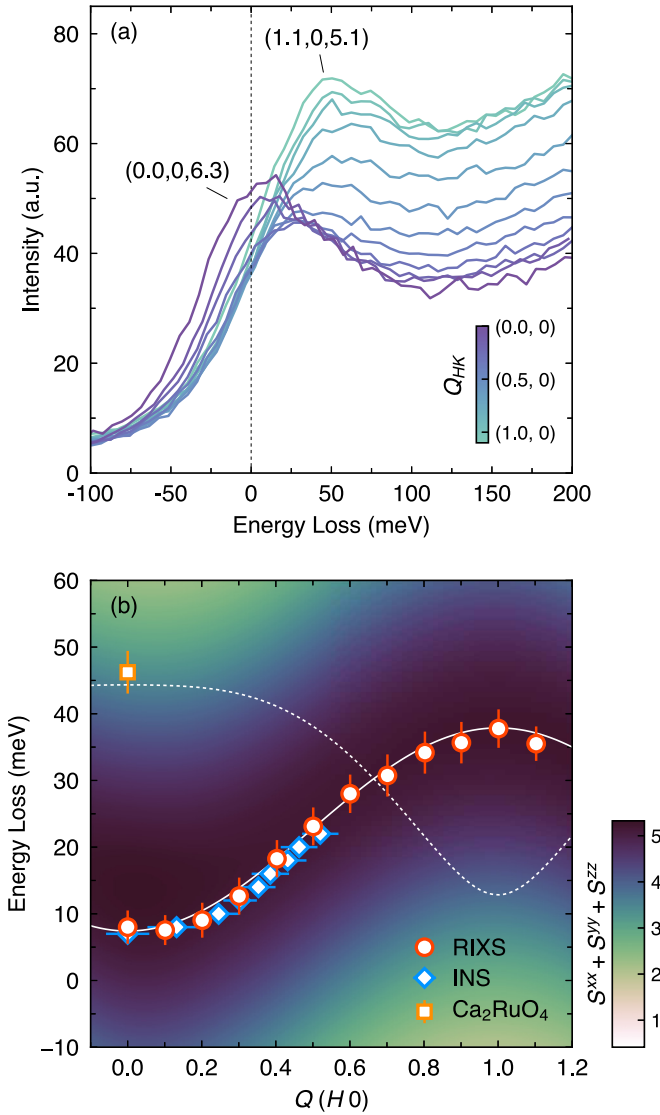 (a)
(1.1,0,5.1)
(0.0,0,6.3)
80
60
40
20
0
Intensity (a.u.)
Q_HK
(0.0, 0)
(0.5, 0)
(1.0, 0)
-100 -50 0 50 100 150 200
Energy Loss (meV)
(b)
60
50
40
30
20
10
0
−10
Energy Loss (meV)
RIXS
INS
Ca₂RuO₄
0.0 0.2 0.4 0.6 0.8 1.0 1.2
Q (H 0)
5
4
3
2
1
Sˣˣ + Sʸʸ + Sᶻᶻ